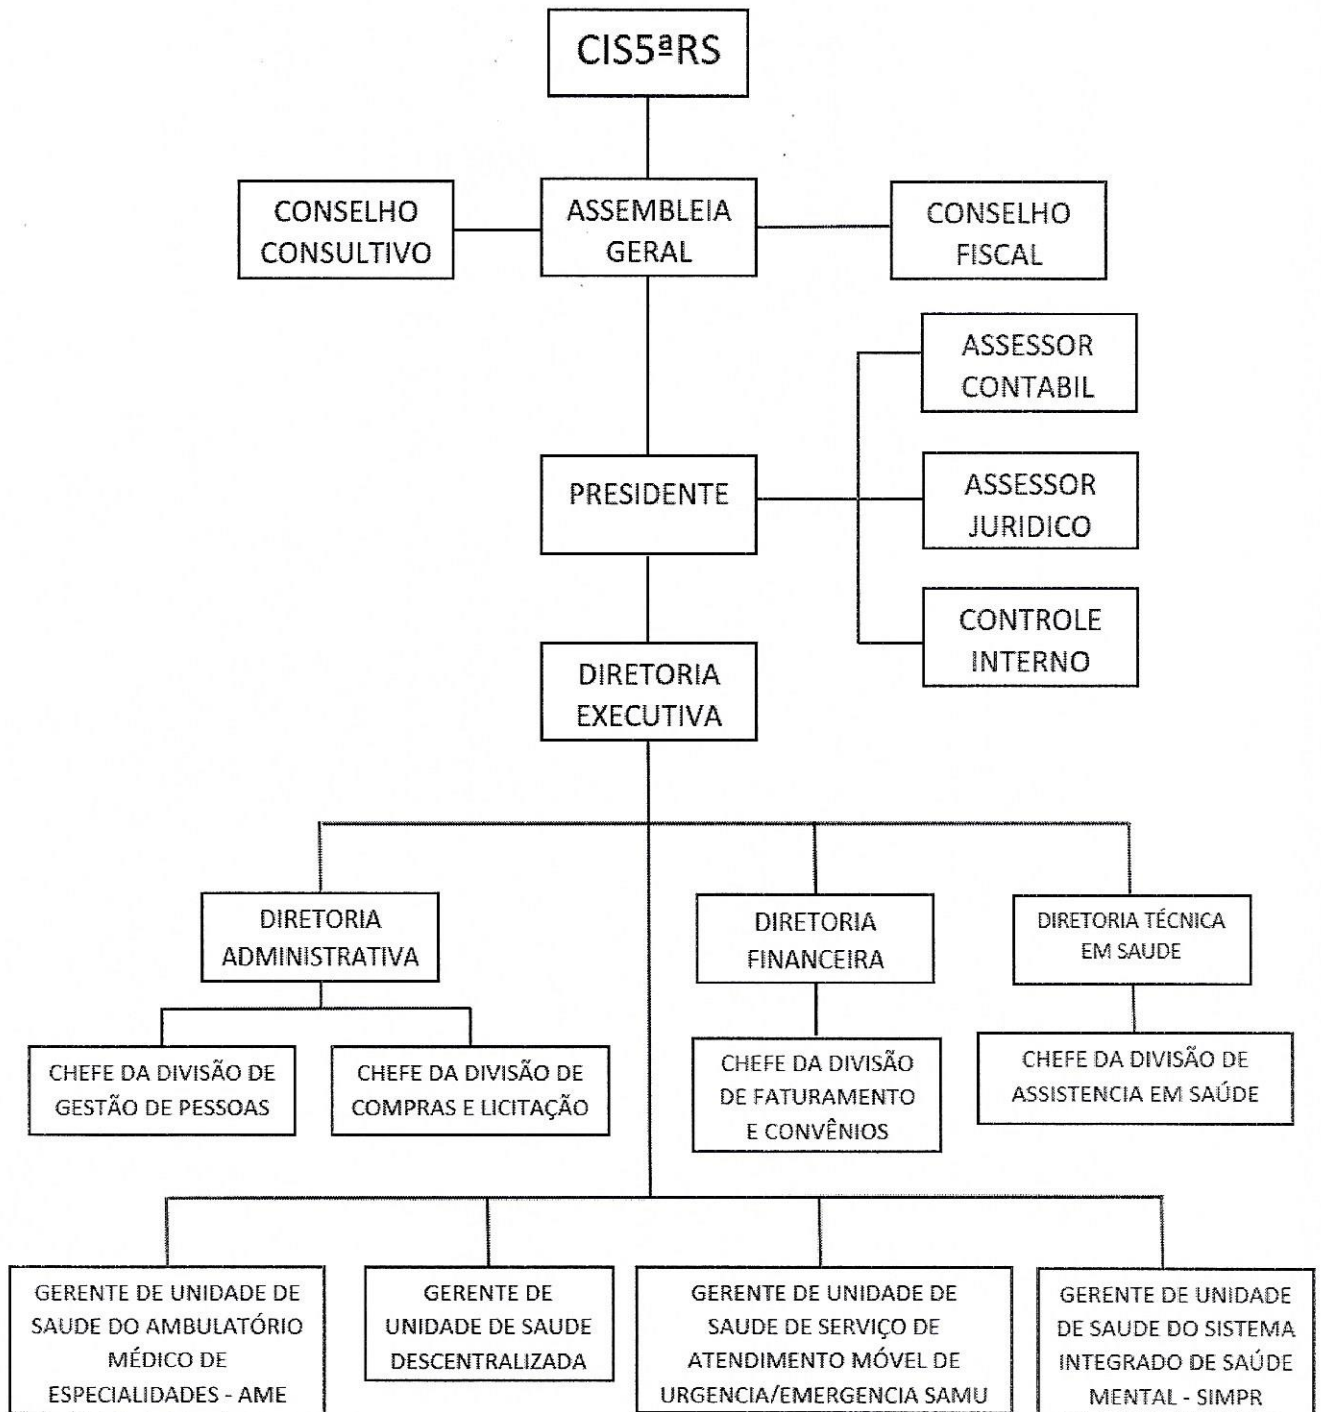 CIS5ªRS
CONSELHO
CONSULTIVO
ASSEMBLEIA
GERAL
CONSELHO
FISCAL
ASSESSOR
CONTABIL
PRESIDENTE
ASSESSOR
JURIDICO
CONTROLE
INTERNO
DIRETORIA
EXECUTIVA
DIRETORIA
ADMINISTRATIVA
DIRETORIA
FINANCEIRA
DIRETORIA TÉCNICA
EM SAUDE
CHEFE DA DIVISÃO DE
GESTÃO DE PESSOAS
CHEFE DA DIVISÃO DE
COMPRAS E LICITAÇÃO
CHEFE DA DIVISÃO
DE FATURAMENTO
E CONVÊNIOS
CHEFE DA DIVISÃO DE
ASSISTENCIA EM SAÚDE
GERENTE DE UNIDADE DE
SAUDE DO AMBULATÓRIO
MÉDICO DE
ESPECIALIDADES - AME
GERENTE DE
UNIDADE DE SAUDE
DESCENTRALIZADA
GERENTE DE UNIDADE DE
SAUDE DE SERVIÇO DE
ATENDIMENTO MÓVEL DE
URGENCIA/EMERGENCIA SAMU
GERENTE DE UNIDADE
DE SAUDE DO SISTEMA
INTEGRADO DE SAÚDE
MENTAL - SIMPR